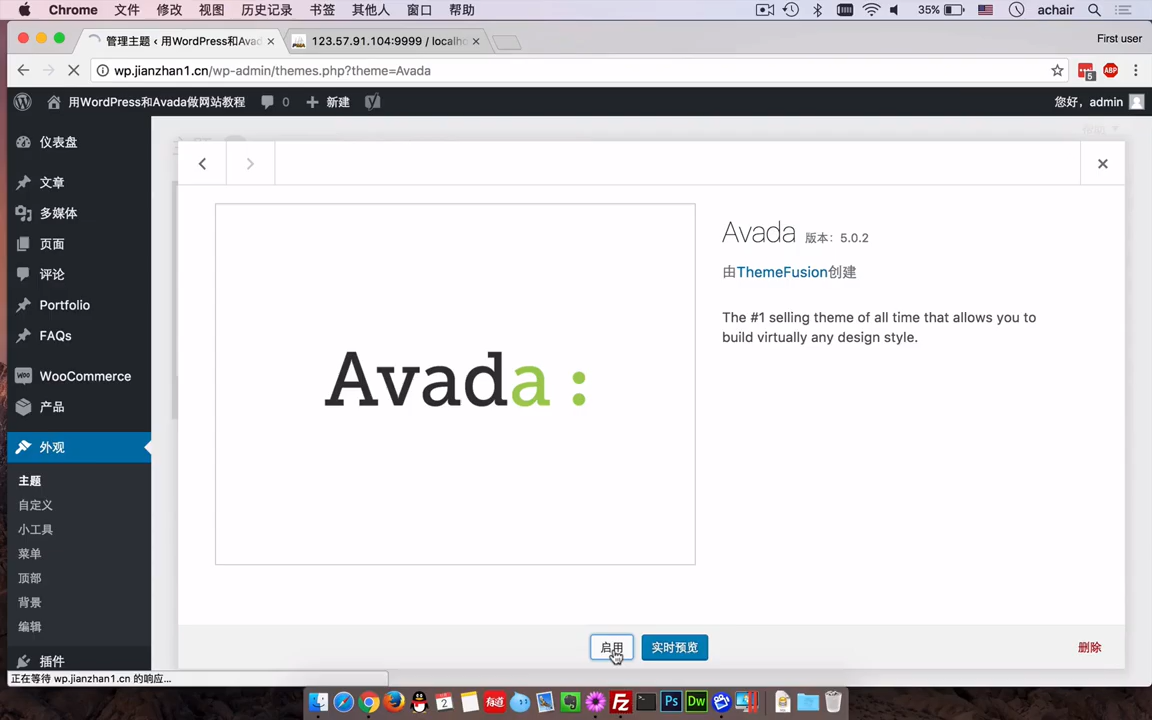 Chrome 文件 修改 视图 历史记录 书签 其他人 窗口 帮助 35% achair
管理主题 ‹ 用WordPress和Avad 123.57.91.104:9999 / localh First user
wp.jianzhan1.cn/wp-admin/themes.php?theme=Avada 5 ABP
用WordPress和Avada做网站教程 0 新建 您好，admin
仪表盘
文章
多媒体
页面
评论
Portfolio
FAQs
WooCommerce
产品
外观
主题
自定义
小工具
菜单
顶部
背景
编辑
插件
Avada :
Avada 版本：5.0.2
由ThemeFusion创建
The #1 selling theme of all time that allows you to
build virtually any design style.
启用 实时预览 删除
正在等待 wp.jianzhan1.cn 的响应...
2 有道 Fz Ps Dw